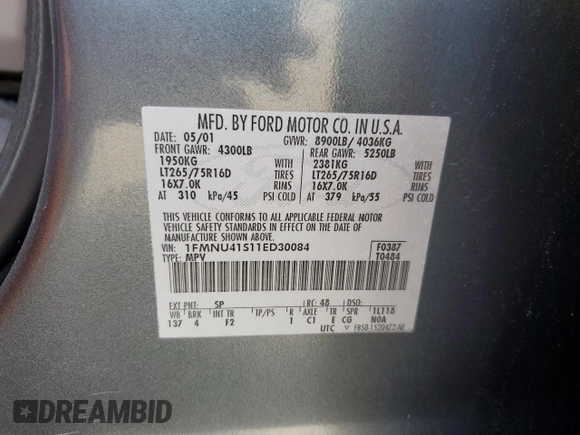 MFD. BY FORD MOTOR CO. IN U.S.A.
DATE: 05/01 GVWR: 8900LB/ 4036KG
FRONT GAWR: 4300LB REAR GAWR: 5250LB
1950KG WITH 2381KG WITH
LT265/75R16D TIRES LT265/75R16D TIRES
16X7.0K RIMS 16X7.0K RIMS
AT 310 kPa/45 PSI COLD AT 379 kPa/55 PSI COLD
THIS VEHICLE CONFORMS TO ALL APPLICABLE FEDERAL MOTOR
VEHICLE SAFETY STANDARDS IN EFFECT ON THE DATE OF
MANUFACTURE SHOWN ABOVE.
VIN: 1FMNU41S11ED30084 F0387
TYPE: MPV T0484
EXT PNT: SP RC: 48 DSO:
WB BRK INT TR TP/PS R AXLE TR SPR 1L118
137 4 F2 1 C1 E CG N0A
UTC
DREAMBID